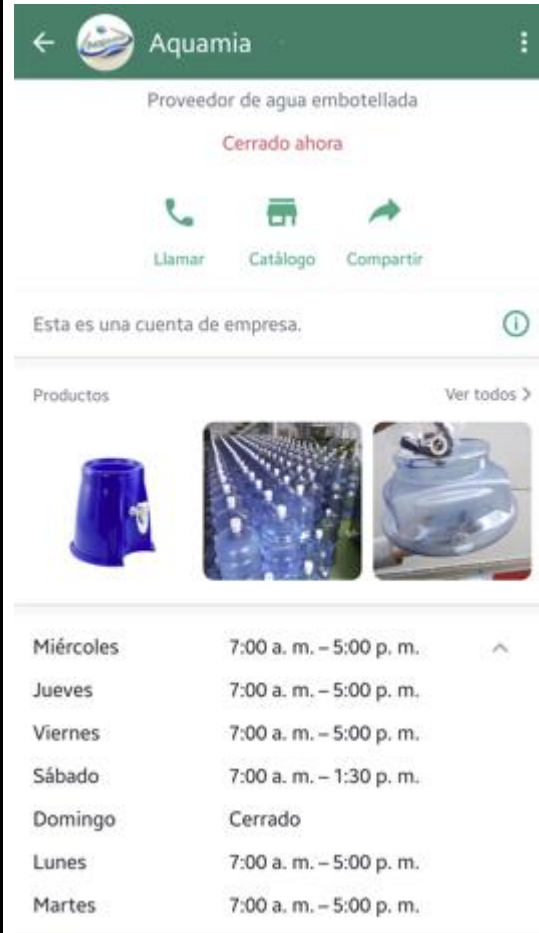 Aquamia
Proveedor de agua embotellada
Cerrado ahora
Llamar Catálogo Compartir
Esta es una cuenta de empresa.
Productos Ver todos >
Miércoles 7:00 a. m. – 5:00 p. m.
Jueves 7:00 a. m. – 5:00 p. m.
Viernes 7:00 a. m. – 5:00 p. m.
Sábado 7:00 a. m. – 1:30 p. m.
Domingo Cerrado
Lunes 7:00 a. m. – 5:00 p. m.
Martes 7:00 a. m. – 5:00 p. m.